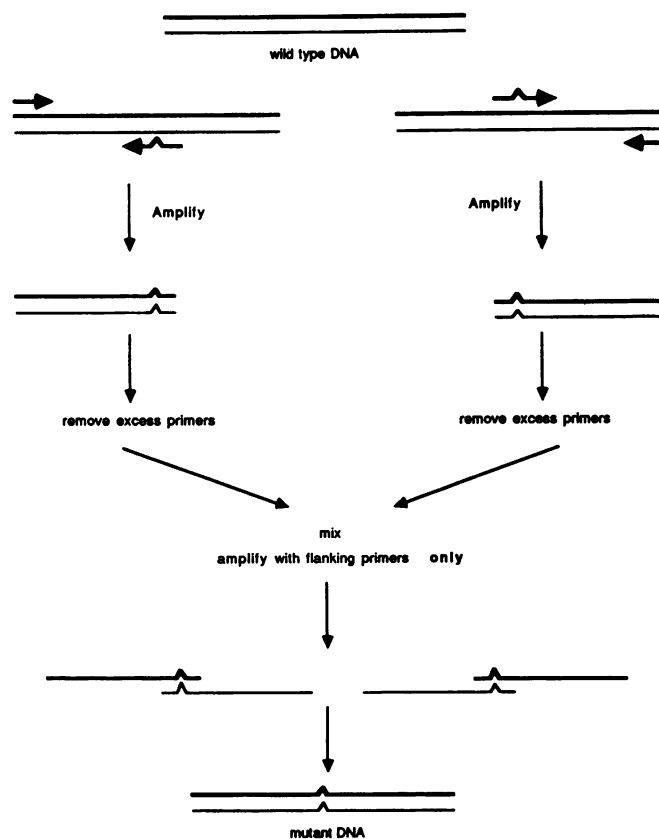 wild type DNA
Amplify
Amplify
remove excess primers
remove excess primers
mix
amplify with flanking primers only
mutant DNA